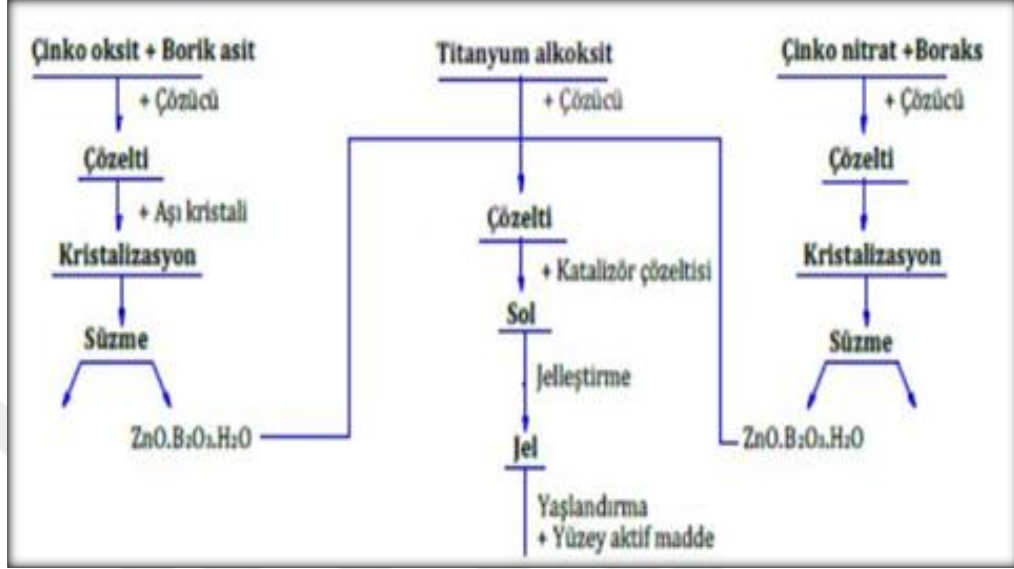 Çinko oksit + Borik asit
+ Çözücü
Çözelti
+ Aşı kristali
Kristalizasyon
Süzme
ZnO.B₂O₃.H₂O
Titanyum alkoksit
+ Çözücü
Çözelti
+ Katalizör çözeltisi
Sol
Jelleştirme
Jel
Yaşlandırma
+ Yüzey aktif madde
Çinko nitrat +Boraks
+ Çözücü
Çözelti
Kristalizasyon
Süzme
ZnO.B₂O₃.H₂O